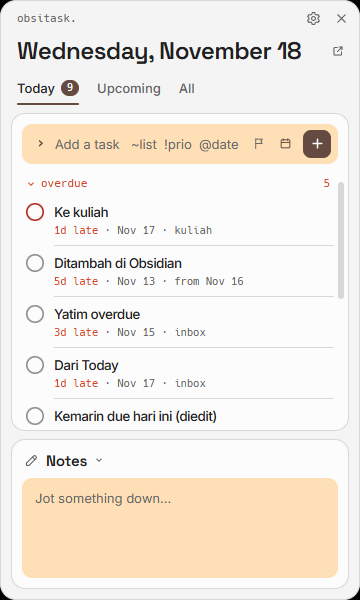 obsitask.
Wednesday, November 18
Today 9 Upcoming All
› Add a task ~list !prio @date +
overdue 5
Ke kuliah
1d late · Nov 17 · kuliah
Ditambah di Obsidian
5d late · Nov 13 · from Nov 16
Yatim overdue
3d late · Nov 15 · inbox
Dari Today
1d late · Nov 17 · inbox
Kemarin due hari ini (diedit)
Notes
Jot something down...